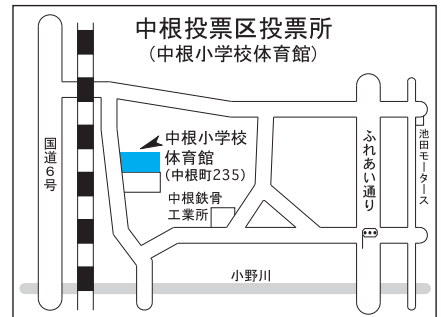 中根投票区投票所
(中根小学校体育館)
国道6号
中根小学校
体育館
(中根町235)
中根鉄骨
工業所
ふれあい通り
池田モータース
小野川